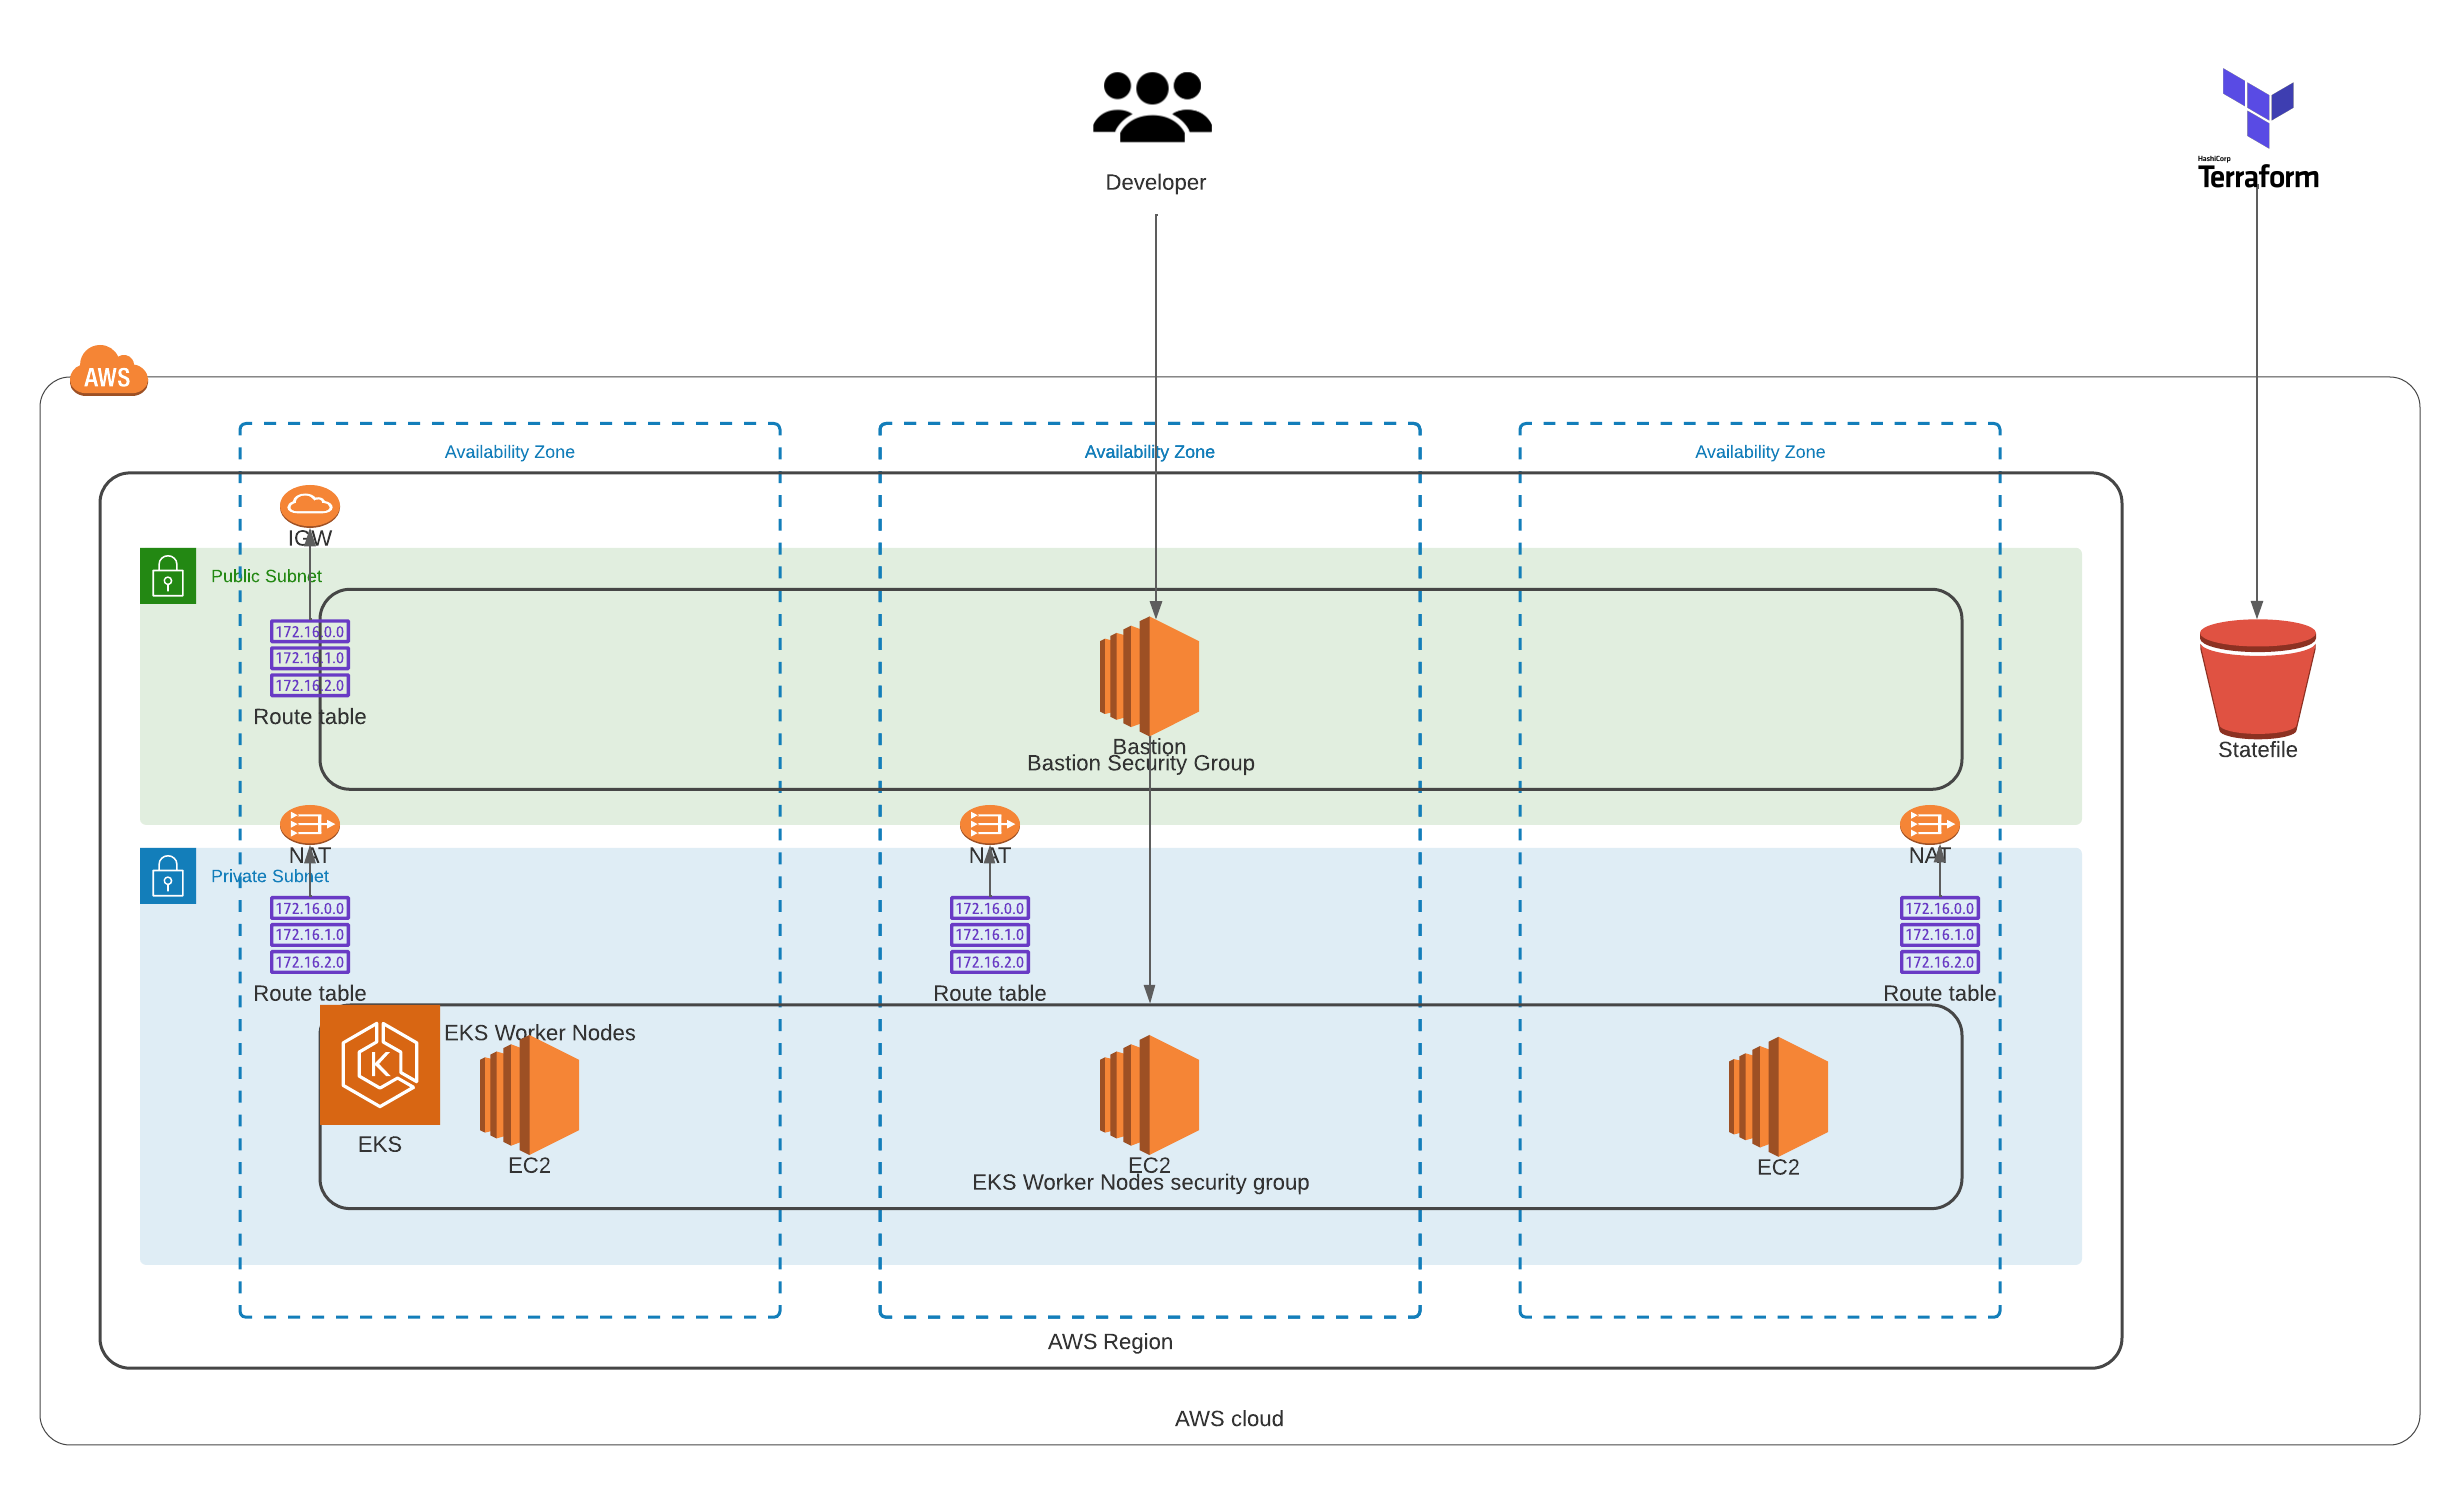 Developer
HashiCorp
Terraform
AWS
Availability Zone
Availability Zone
Availability Zone
IGW
Public Subnet
172.16.0.0
172.16.1.0
172.16.2.0
Route table
Bastion
Bastion Security Group
Statefile
NAT
NAT
NAT
Private Subnet
172.16.0.0
172.16.1.0
172.16.2.0
Route table
172.16.0.0
172.16.1.0
172.16.2.0
Route table
172.16.0.0
172.16.1.0
172.16.2.0
Route table
EKS Worker Nodes
K
EKS
EC2
EC2
EC2
EKS Worker Nodes security group
AWS Region
AWS cloud